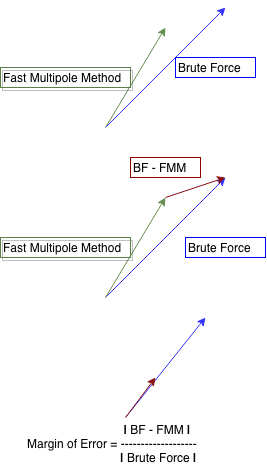 Brute Force
Fast Multipole Method
BF - FMM
Fast Multipole Method
Brute Force
| BF - FMM |
Margin of Error = -------------------
| Brute Force |